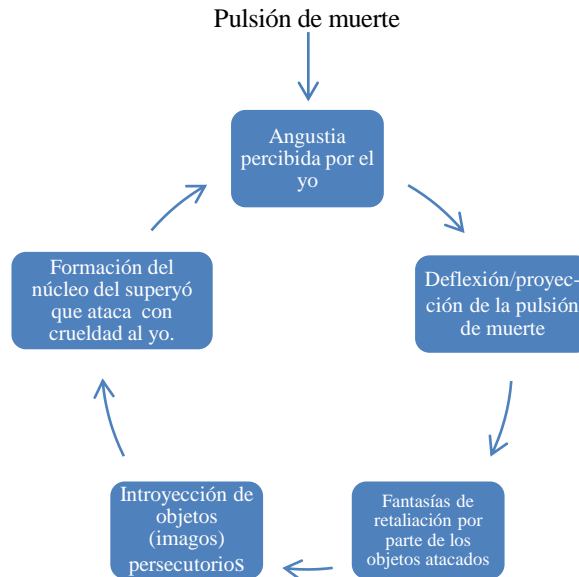 Pulsión de muerte
Angustia
percibida por el
yo
Deflexión/proyec-
ción de la pulsión
de muerte
Fantasías de
retaliación por
parte de los
objetos atacados
Introyección de
objetos
(imagos)
persecutorios
Formación del
núcleo del superyó
que ataca con
crueldad al yo.